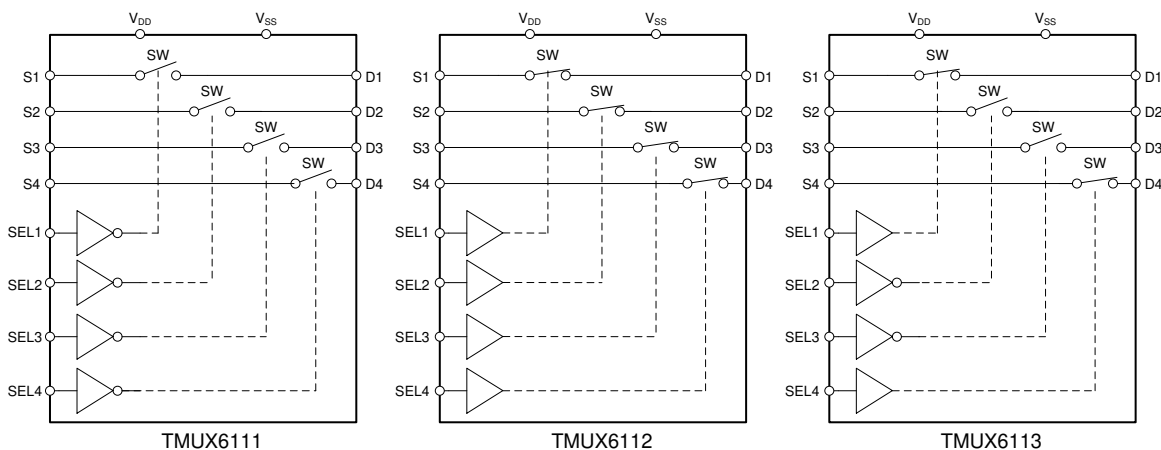 VDD VSS
SW
S1 D1
SW
S2 D2
SW
S3 D3
SW
S4 D4
SEL1
SEL2
SEL3
SEL4
TMUX6111
VDD VSS
SW
S1 D1
SW
S2 D2
SW
S3 D3
SW
S4 D4
SEL1
SEL2
SEL3
SEL4
TMUX6112
VDD VSS
SW
S1 D1
SW
S2 D2
SW
S3 D3
SW
S4 D4
SEL1
SEL2
SEL3
SEL4
TMUX6113